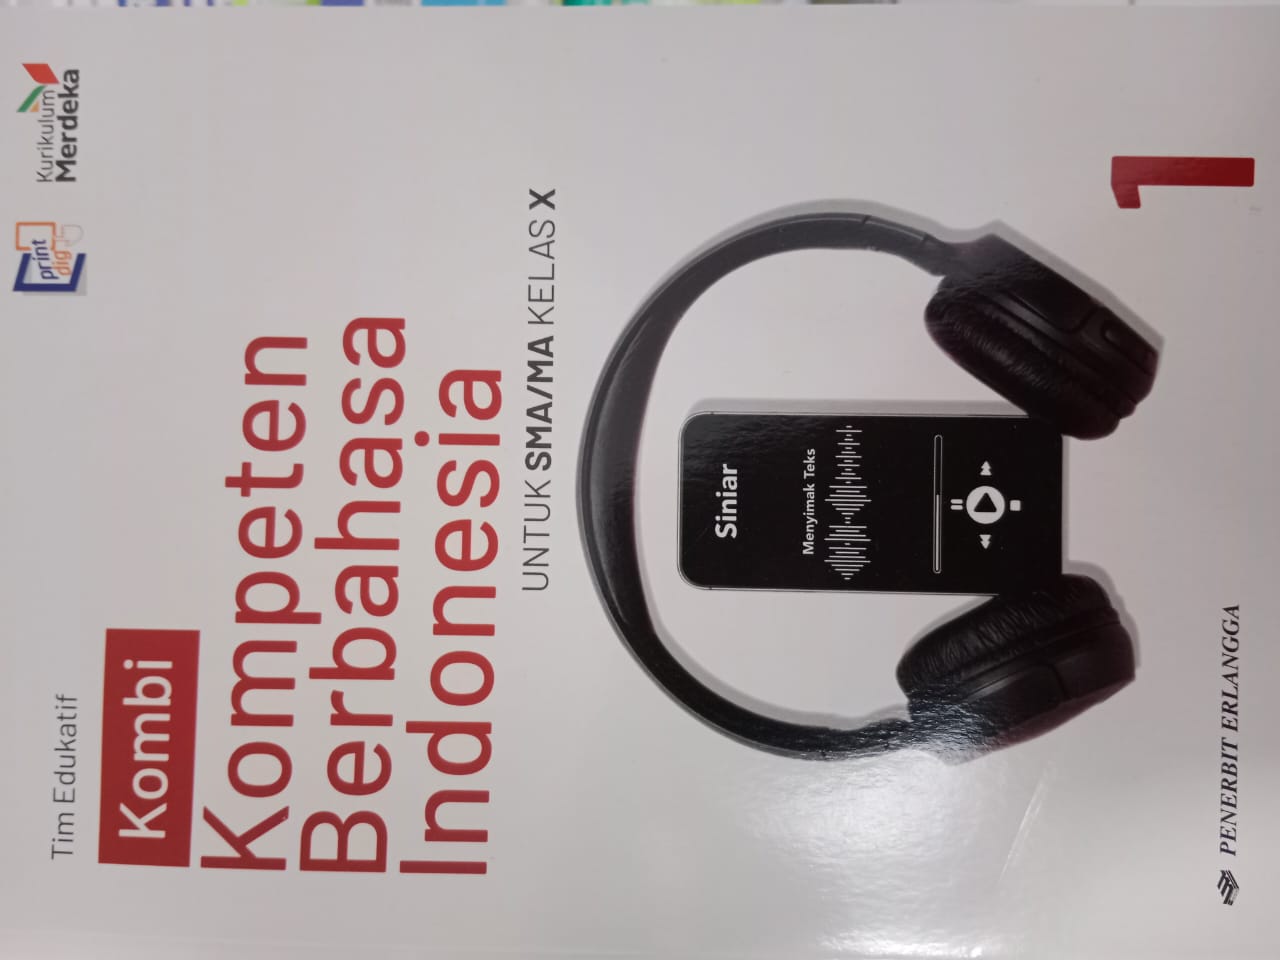 Tim Edukatif
print
dig
Kurikulum
Merdeka
Kombi
Kompeten
Berbahasa
Indonesia
UNTUK SMA/MA KELAS X
Siniar
Menyimak Teks
1
PENERBIT ERLANGGA